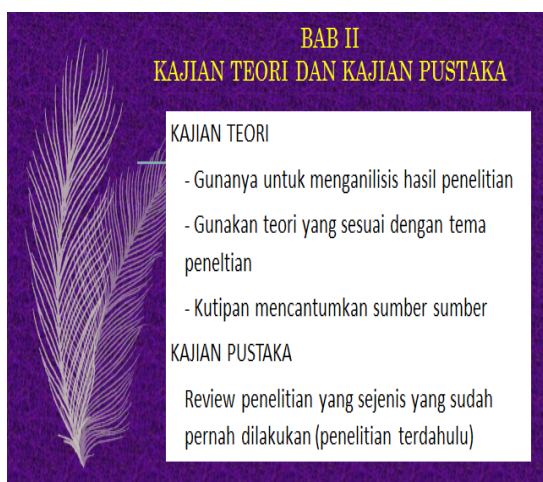 BAB II
KAJIAN TEORI DAN KAJIAN PUSTAKA
KAJIAN TEORI
- Gunanya untuk menganilisis hasil penelitian
- Gunakan teori yang sesuai dengan tema
peneltian
- Kutipan mencantumkan sumber sumber
KAJIAN PUSTAKA
Review penelitian yang sejenis yang sudah
pernah dilakukan (penelitian terdahulu)